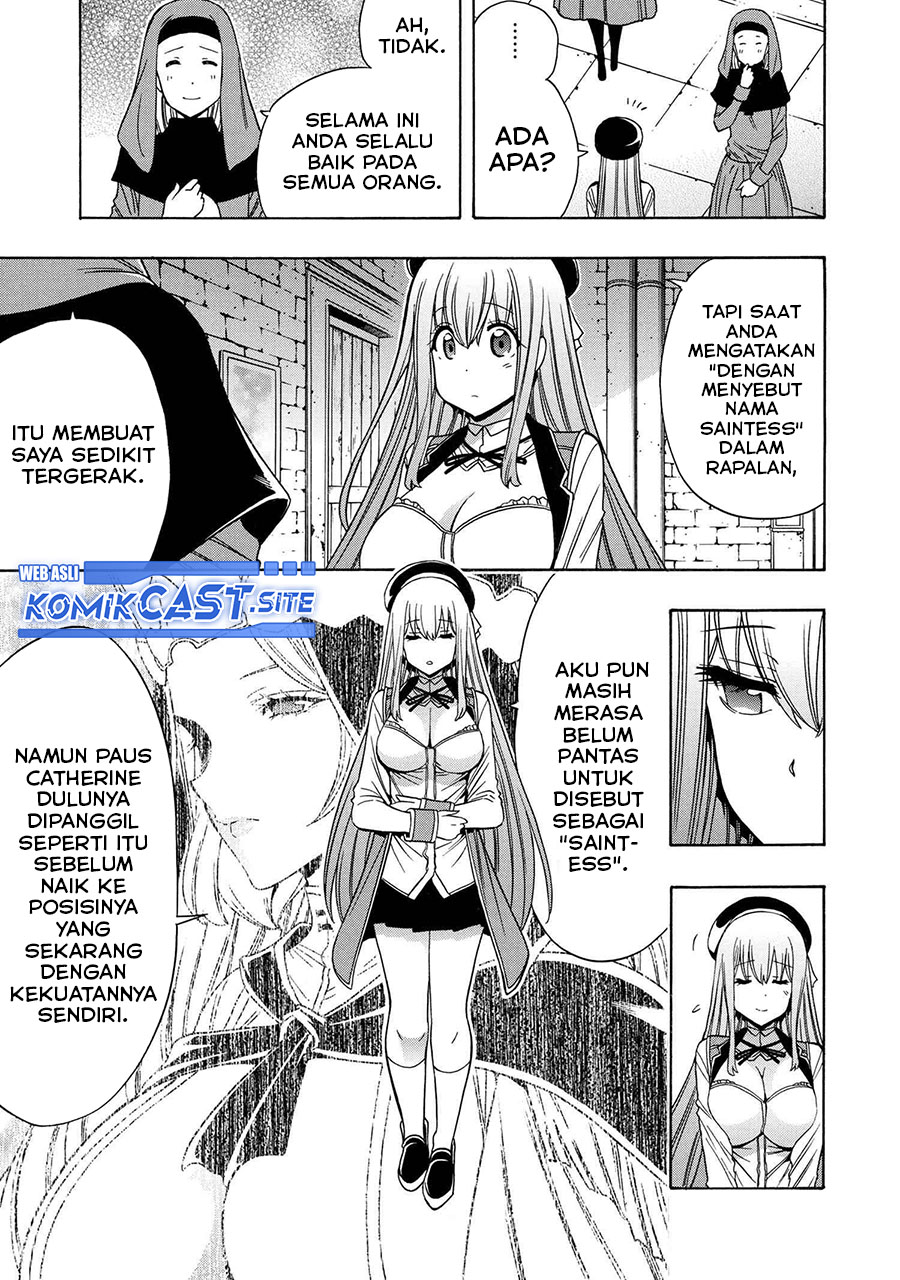 ......
ADA
APA?
AH,
TIDAK.
SELAMA INI
ANDA SELALU
BAIK PADA
SEMUA ORANG.
TAPI SAAT
ANDA
MENGATAKAN
"DENGAN
MENYEBUT
NAMA
SAINTESS"
DALAM
RAPALAN,
ITU MEMBUAT
SAYA SEDIKIT
TERGERAK.
WEB ASLI
KOMIKCAST.SITE
AKU PUN
MASIH
MERASA
BELUM
PANTAS
UNTUK
DISEBUT
SEBAGAI
"SAINT-
ESS".
NAMUN PAUS
CATHERINE
DULUNYA
DIPANGGIL
SEPERTI ITU
SEBELUM
NAIK KE
POSISINYA
YANG
SEKARANG
DENGAN
KEKUATANNYA
SENDIRI.